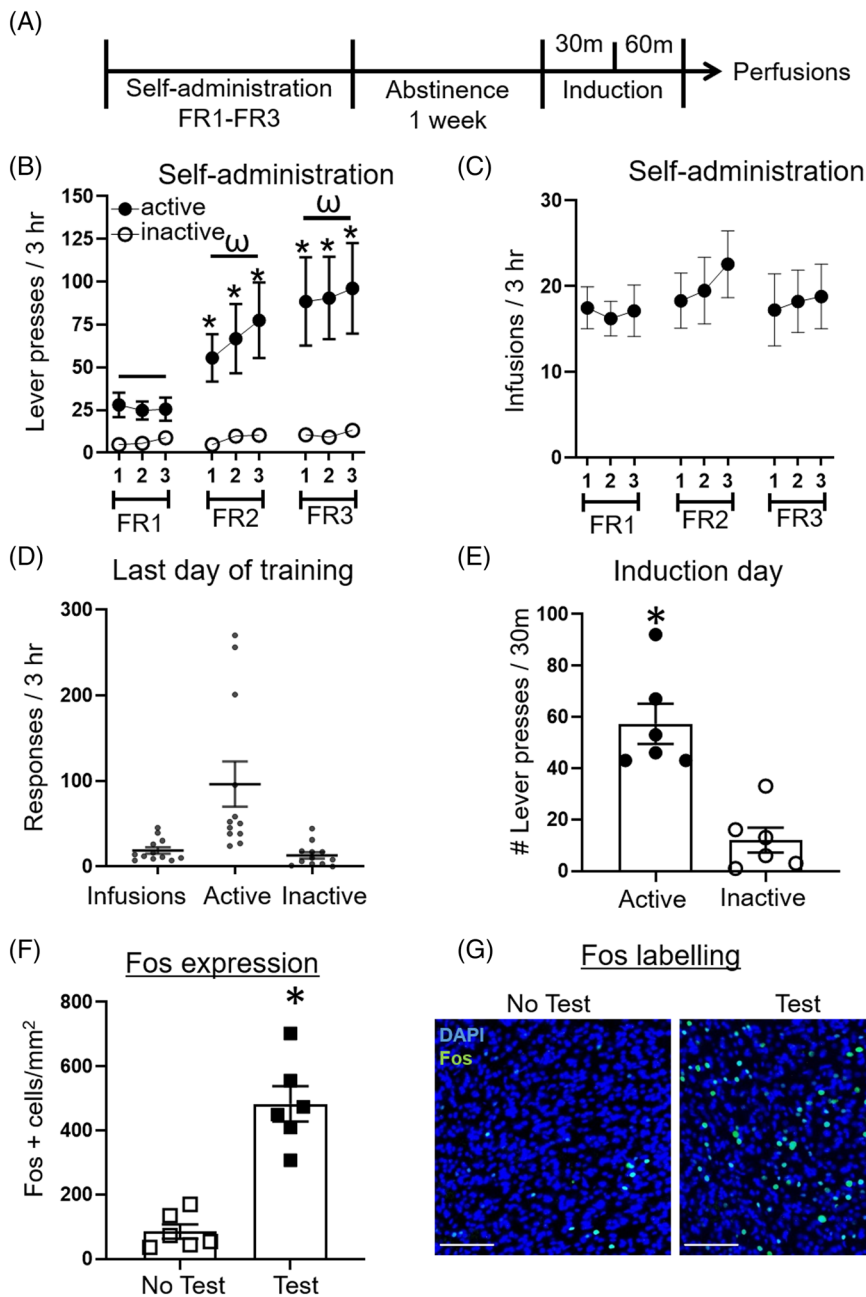 (A)
30m 60m
Self-administration
FR1-FR3
Abstinence
1 week
Induction
Perfusions
(B)
Self-administration
Lever presses / 3 hr
150
125
100
75
50
25
0
active
inactive
ω
ω
* * *
* * *
1 2 3 1 2 3 1 2 3
FR1 FR2 FR3
(C)
Self-administration
Infusions / 3 hr
30
20
10
0
1 2 3 1 2 3 1 2 3
FR1 FR2 FR3
(D)
Last day of training
Responses / 3 hr
300
200
100
0
Infusions Active Inactive
(E)
Induction day
# Lever presses / 30m
100
80
60
40
20
0
*
Active Inactive
(F)
Fos expression
Fos + cells/mm²
800
600
400
200
0
*
No Test Test
(G)
Fos labelling
No Test Test
DAPI
Fos